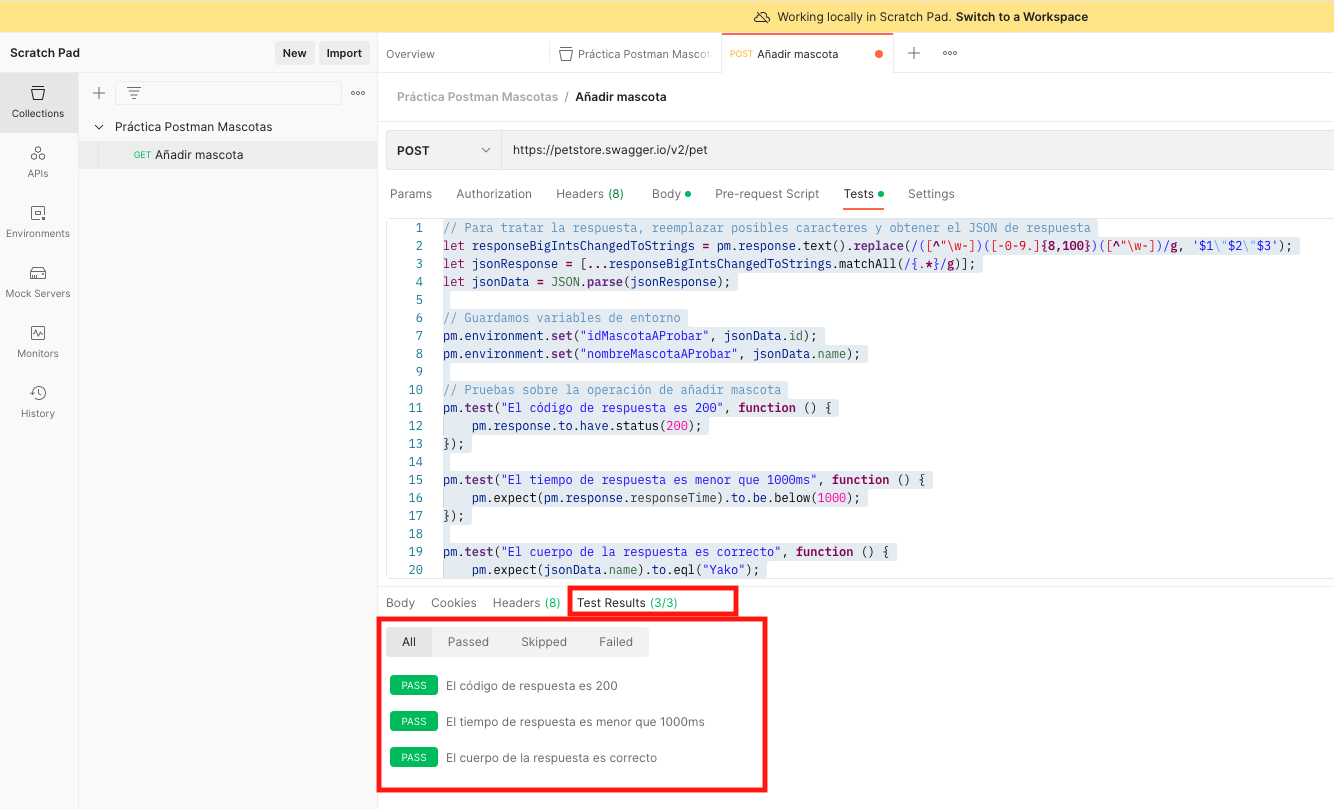 Working locally in Scratch Pad. Switch to a Workspace
Scratch Pad
New
Import
Overview
Práctica Postman Mascot
POST Añadir mascota
Collections
Práctica Postman Mascotas
GET Añadir mascota
APIs
Environments
Mock Servers
Monitors
History
Práctica Postman Mascotas / Añadir mascota
POST
https://petstore.swagger.io/v2/pet
Params
Authorization
Headers (8)
Body
Pre-request Script
Tests
Settings
1 // Para tratar la respuesta, reemplazar posibles caracteres y obtener el JSON de respuesta
2 let responseBigIntsChangedToStrings = pm.response.text().replace(/([^"\w-])([-0-9.]{8,100})([^"\w-])/g, '$1\"$2\"$3');
3 let jsonResponse = [...responseBigIntsChangedToStrings.matchAll(/{.*}/g)];
4 let jsonData = JSON.parse(jsonResponse);
5
6 // Guardamos variables de entorno
7 pm.environment.set("idMascotaAProbar", jsonData.id);
8 pm.environment.set("nombreMascotaAProbar", jsonData.name);
9
10 // Pruebas sobre la operación de añadir mascota
11 pm.test("El código de respuesta es 200", function () {
12     pm.response.to.have.status(200);
13 });
14
15 pm.test("El tiempo de respuesta es menor que 1000ms", function () {
16     pm.expect(pm.response.responseTime).to.be.below(1000);
17 });
18
19 pm.test("El cuerpo de la respuesta es correcto", function () {
20     pm.expect(jsonData.name).to.eql("Yako");
Body
Cookies
Headers (8)
Test Results (3/3)
All
Passed
Skipped
Failed
PASS El código de respuesta es 200
PASS El tiempo de respuesta es menor que 1000ms
PASS El cuerpo de la respuesta es correcto